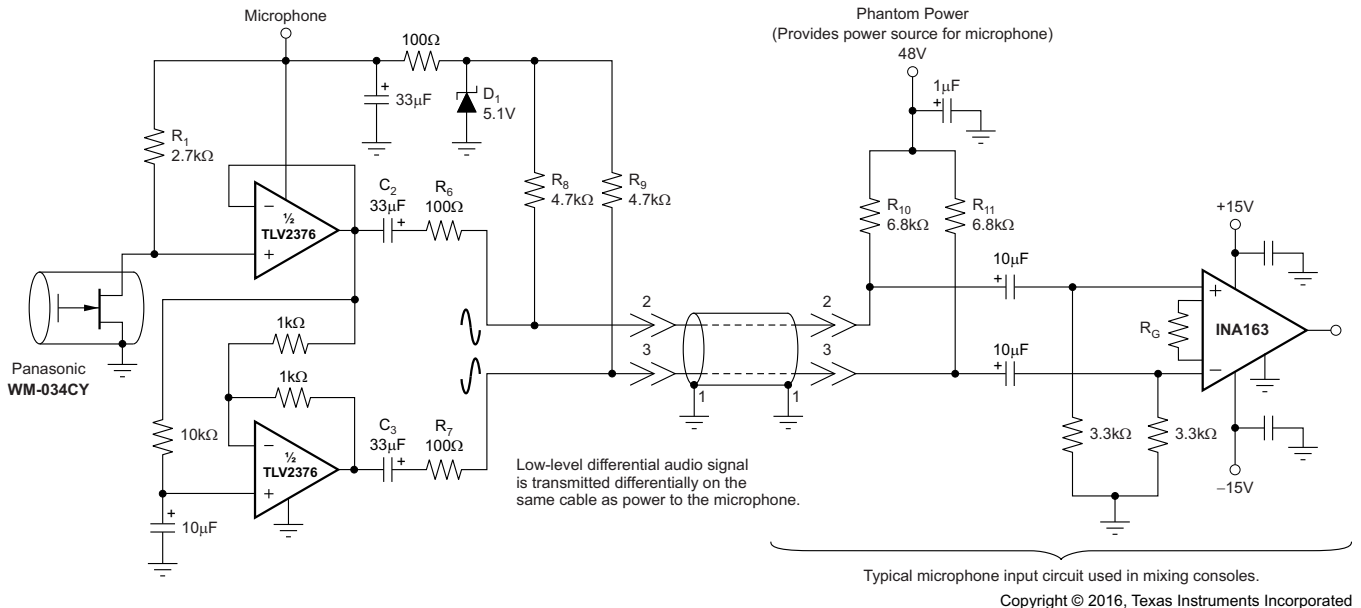 Microphone
Phantom Power
(Provides power source for microphone)
48V
100Ω
+
33μF
D1
5.1V
+
1μF
R1
2.7kΩ
R8
4.7kΩ
R9
4.7kΩ
R10
6.8kΩ
R11
6.8kΩ
+15V
−
½
TLV2376
+
C2
33μF
+
R6
100Ω
10μF
+
2
2
+
RG
INA163
−
1kΩ
Panasonic
WM-034CY
3
3
10μF
+
1kΩ
1
1
10kΩ
−
½
TLV2376
+
C3
33μF
+
R7
100Ω
3.3kΩ
3.3kΩ
−15V
Low-level differential audio signal
is transmitted differentially on the
same cable as power to the microphone.
+
10μF
Typical microphone input circuit used in mixing consoles.
Copyright © 2016, Texas Instruments Incorporated